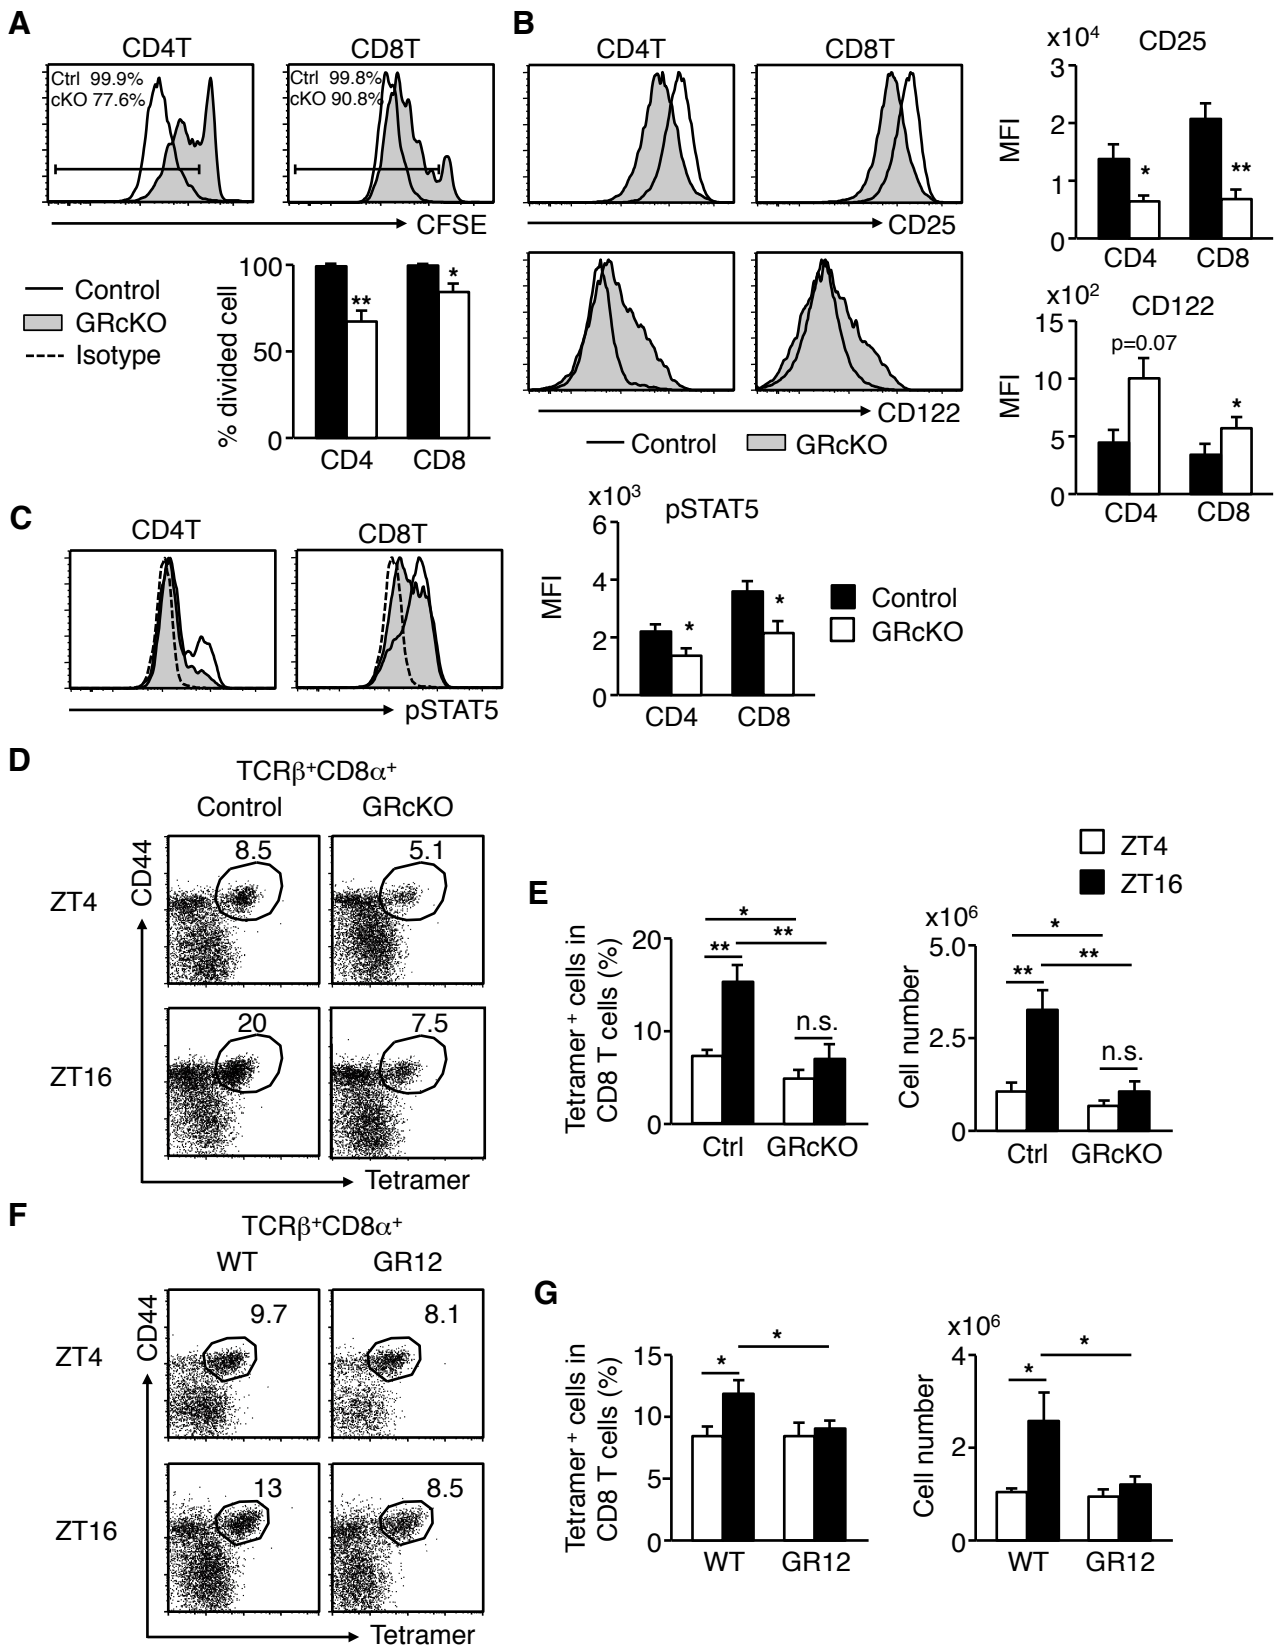 A
CD4T
CD8T
Ctrl 99.9%
cKO 77.6%
Ctrl 99.8%
cKO 90.8%
CFSE
Control
GRcKO
Isotype
% divided cell
100
50
0
**
*
CD4
CD8
B
CD4T
CD8T
CD25
CD122
Control
GRcKO
x10⁴
CD25
MFI
3
2
1
0
*
**
CD4
CD8
x10²
CD122
MFI
15
10
5
0
p=0.07
*
CD4
CD8
C
CD4T
CD8T
pSTAT5
x10³
pSTAT5
MFI
6
4
2
0
*
*
CD4
CD8
Control
GRcKO
D
TCRβ⁺CD8α⁺
Control
GRcKO
CD44
ZT4
8.5
5.1
ZT16
20
7.5
Tetramer
E
ZT4
ZT16
Tetramer⁺ cells in
CD8 T cells (%)
20
10
0
*
**
**
n.s.
Ctrl
GRcKO
x10⁶
Cell number
5.0
2.5
0
*
**
**
n.s.
Ctrl
GRcKO
F
TCRβ⁺CD8α⁺
WT
GR12
CD44
ZT4
9.7
8.1
ZT16
13
8.5
Tetramer
G
Tetramer⁺ cells in
CD8 T cells (%)
15
10
5
0
*
*
WT
GR12
x10⁶
Cell number
4
2
0
*
*
WT
GR12